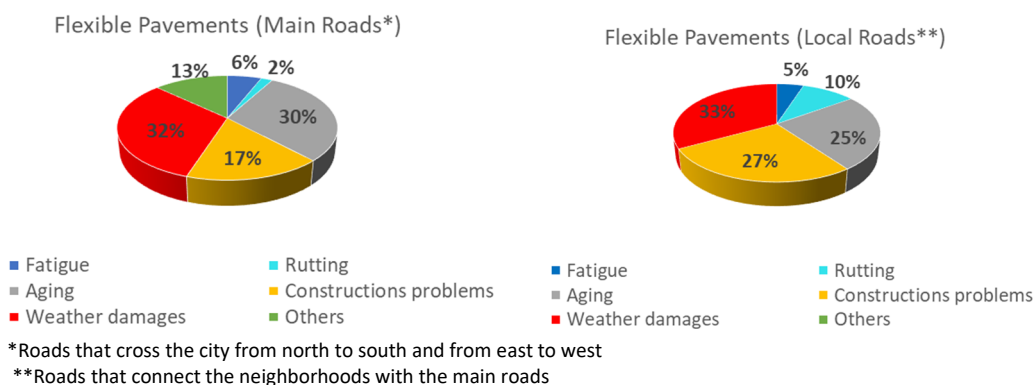 Flexible Pavements (Main Roads*)
13%
6%
2%
30%
32%
17%
Fatigue
Rutting
Aging
Constructions problems
Weather damages
Others
Flexible Pavements (Local Roads**)
5%
10%
33%
25%
27%
Fatigue
Rutting
Aging
Constructions problems
Weather damages
Others
*Roads that cross the city from north to south and from east to west
**Roads that connect the neighborhoods with the main roads